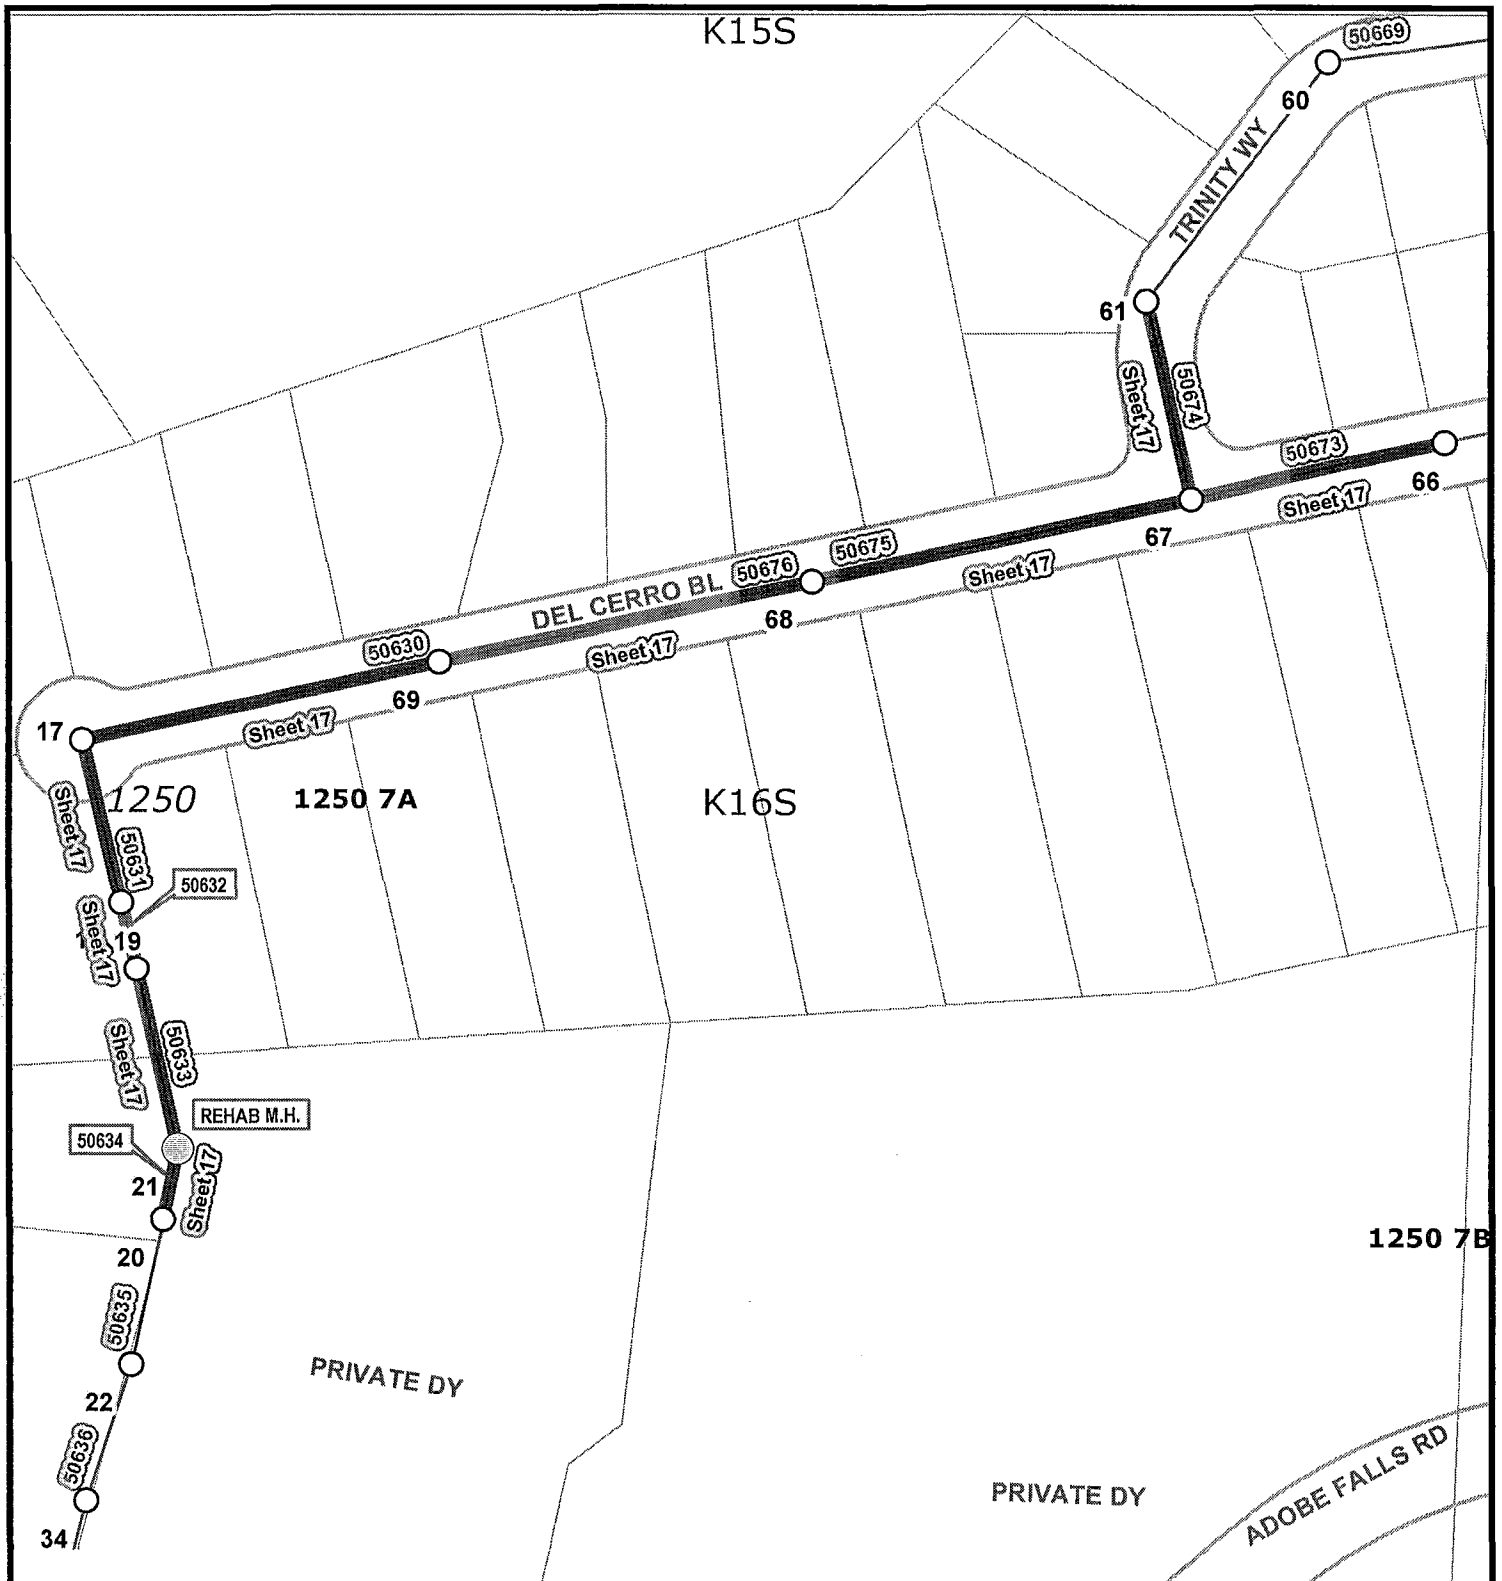 K15S
50669
60
TRINITY WY
61
Sheet 17
50674
50673
66
Sheet 17
67
50675
50676
Sheet 17
DEL CERRO BL
68
50630
Sheet 17
69
17
Sheet 17
1250
1250 7A
K16S
Sheet 17
50631
50632
19
Sheet 17
Sheet 17
50633
REHAB M.H.
50634
21
Sheet 17
20
1250 7B
50635
PRIVATE DY
22
50636
PRIVATE DY
ADOBE FALLS RD
34